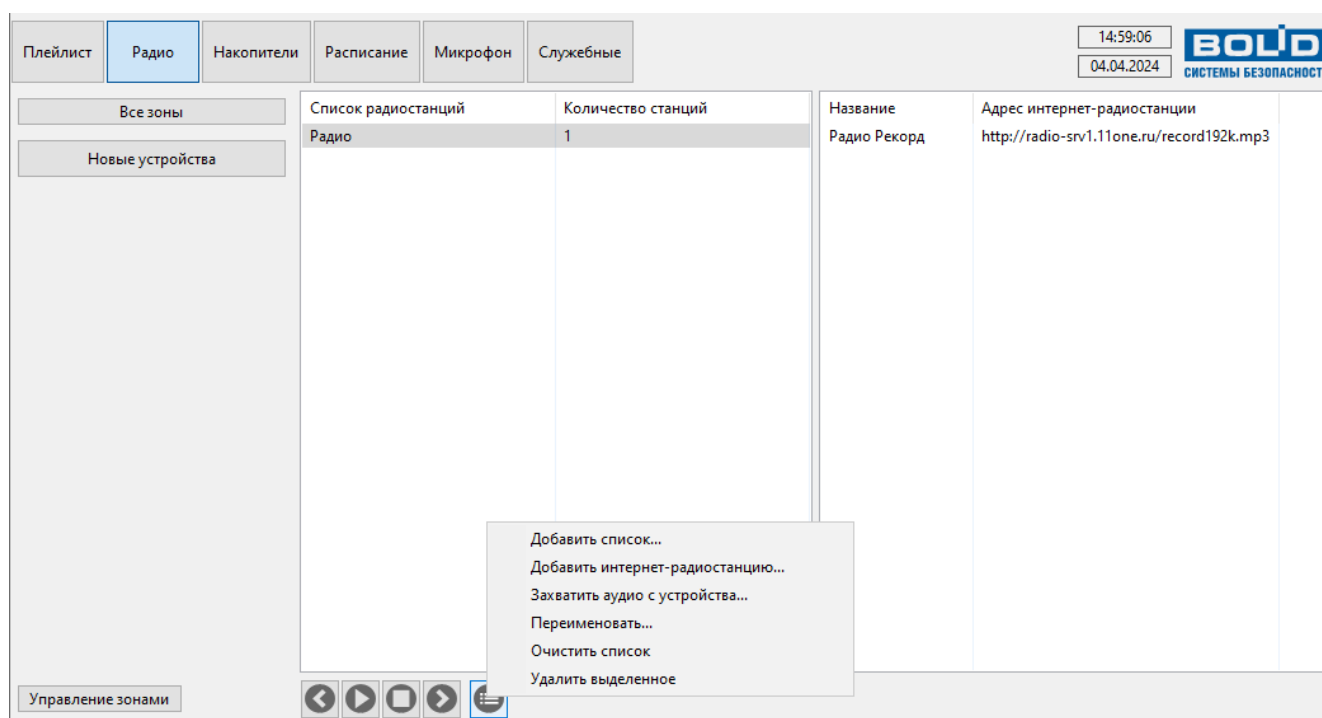 Плейлист
Радио
Накопители
Расписание
Микрофон
Служебные
14:59:06
04.04.2024
BOLID
СИСТЕМЫ БЕЗОПАСНОСТ
Все зоны
Новые устройства
Список радиостанций
Количество станций
Радио
1
Название
Адрес интернет-радиостанции
Радио Рекорд
http://radio-srv1.11one.ru/record192k.mp3
Добавить список...
Добавить интернет-радиостанцию...
Захватить аудио с устройства...
Переименовать...
Очистить список
Удалить выделенное
Управление зонами